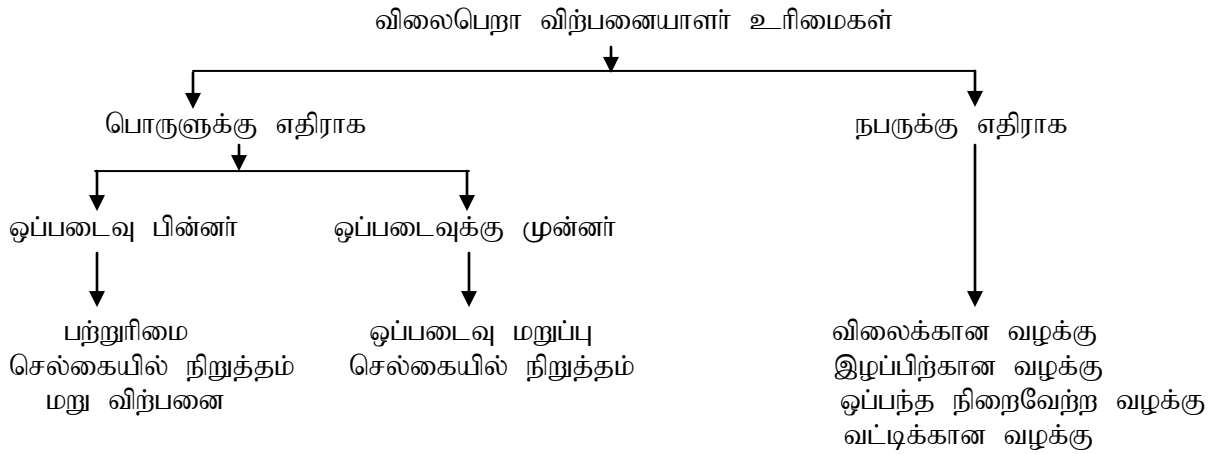 விலைபெறா விற்பனையாளர் உரிமைகள்
பொருளுக்கு எதிராக
நபருக்கு எதிராக
ஒப்படைவு பின்னர்
ஒப்படைவுக்கு முன்னர்
பற்றுரிமை
செல்கையில் நிறுத்தம்
மறு விற்பனை
ஒப்படைவு மறுப்பு
செல்கையில் நிறுத்தம்
விலைக்கான வழக்கு
இழப்பிற்கான வழக்கு
ஒப்பந்த நிறைவேற்ற வழக்கு
வட்டிக்கான வழக்கு